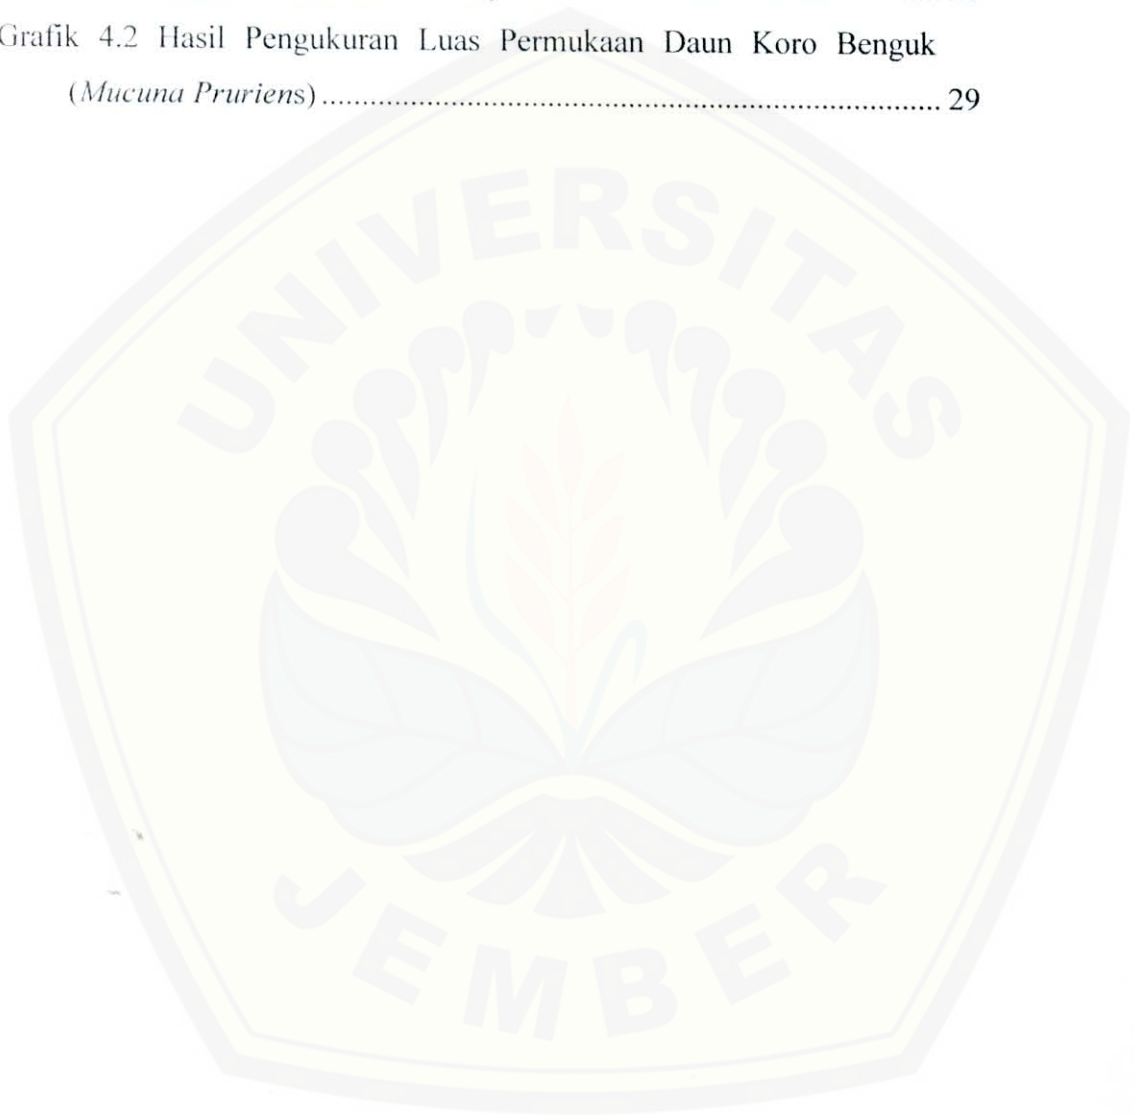 Grafik 4.2 Hasil Pengukuran Luas Permukaan Daun Koro Benguk
(Mucuna Pruriens) ............................................................................... 29
UNIVERSITAS
JEMBER